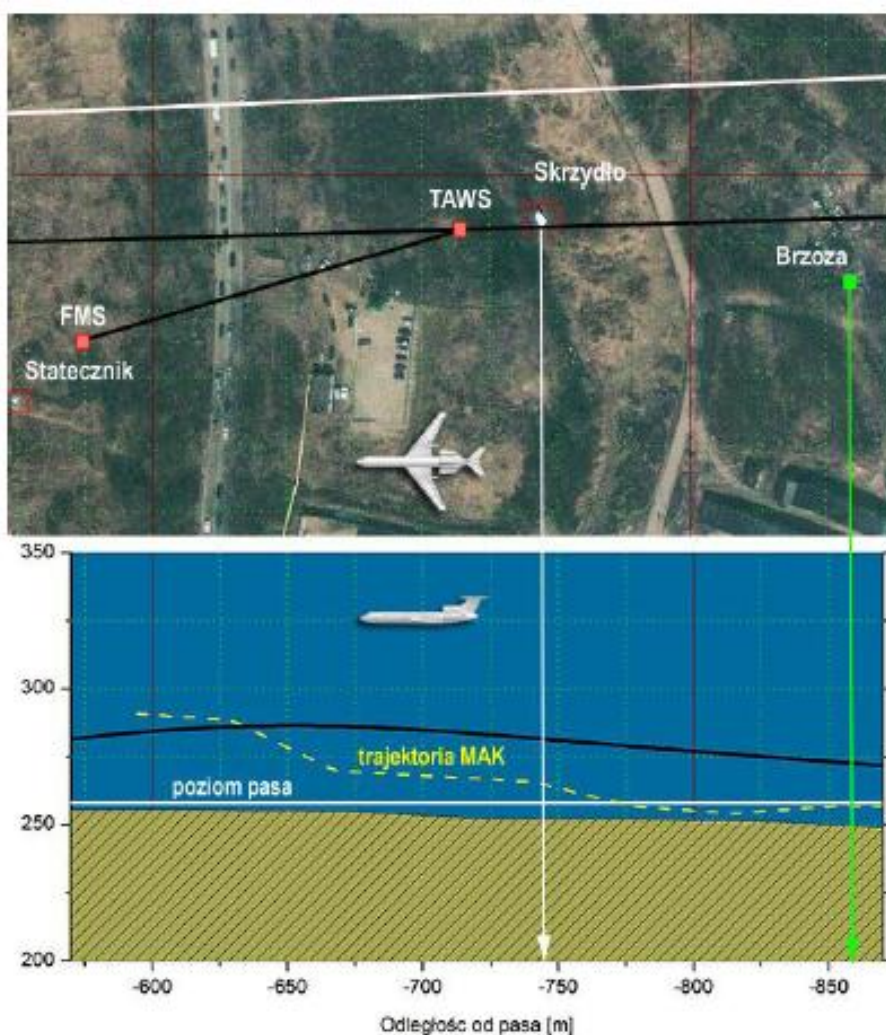 Skrzydło
TAWS
Brzoza
FMS
Statecznik
350
300
trajektoria MAK
poziom pasa
250
200
-600
-650
-700
-750
-800
-850
Odległośc od pasa [m]